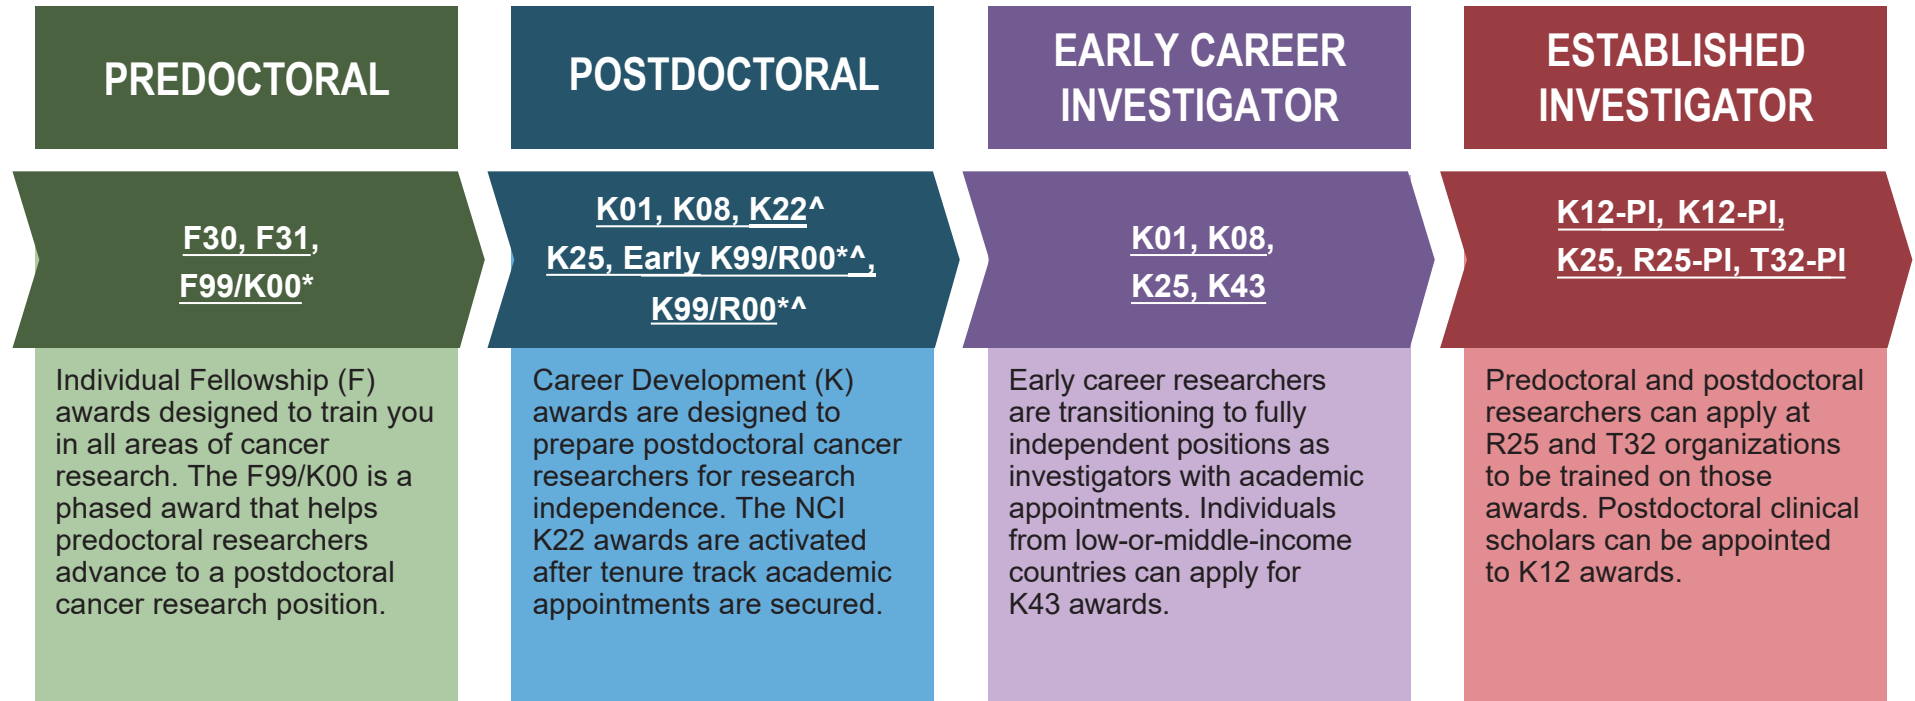 PREDOCTORAL
F30, F31,
F99/K00*
Individual Fellowship (F)
awards designed to train you
in all areas of cancer
research. The F99/K00 is a
phased award that helps
predoctoral researchers
advance to a postdoctoral
cancer research position.
POSTDOCTORAL
K01, K08, K22^
K25, Early K99/R00*^,
K99/R00*^
Career Development (K)
awards are designed to
prepare postdoctoral cancer
researchers for research
independence. The NCI
K22 awards are activated
after tenure track academic
appointments are secured.
EARLY CAREER
INVESTIGATOR
K01, K08,
K25, K43
Early career researchers
are transitioning to fully
independent positions as
investigators with academic
appointments. Individuals
from low-or-middle-income
countries can apply for
K43 awards.
ESTABLISHED
INVESTIGATOR
K12-PI, K12-PI,
K25, R25-PI, T32-PI
Predoctoral and postdoctoral
researchers can apply at
R25 and T32 organizations
to be trained on those
awards. Postdoctoral clinical
scholars can be appointed
to K12 awards.